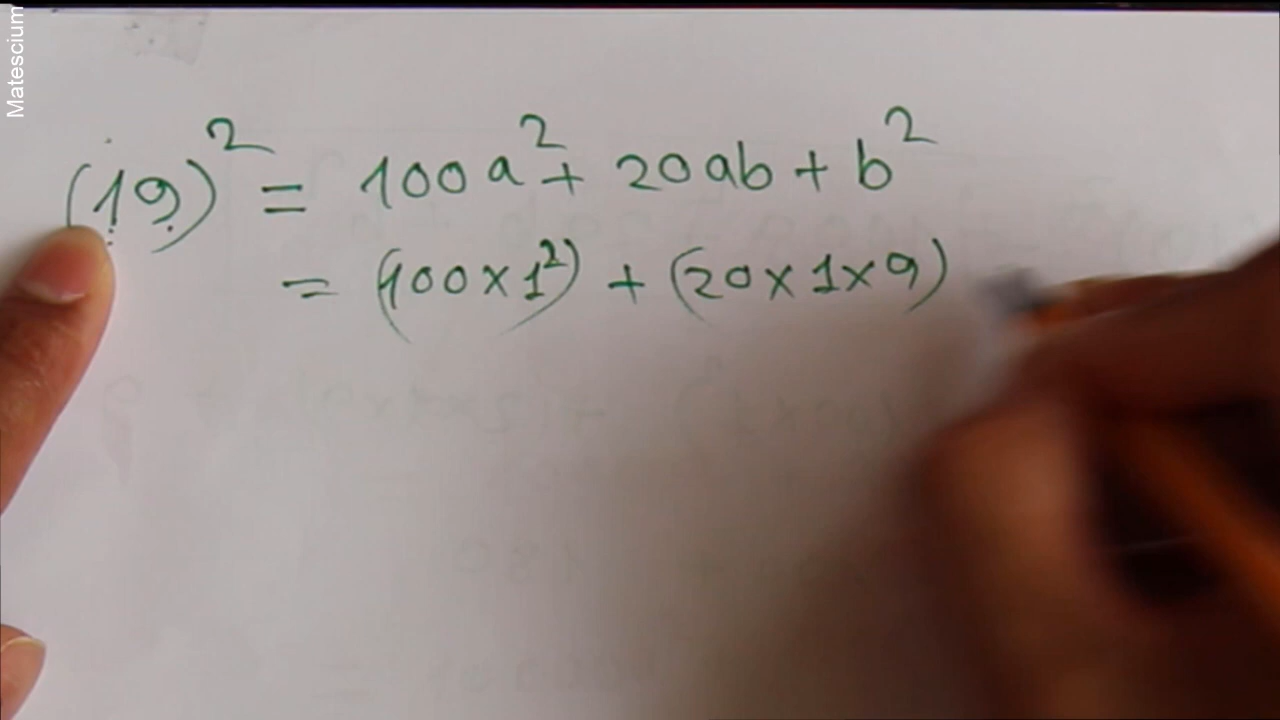 Matescium
(19)² = 100a² + 20ab + b²
= (100×1²) + (20×1×9)